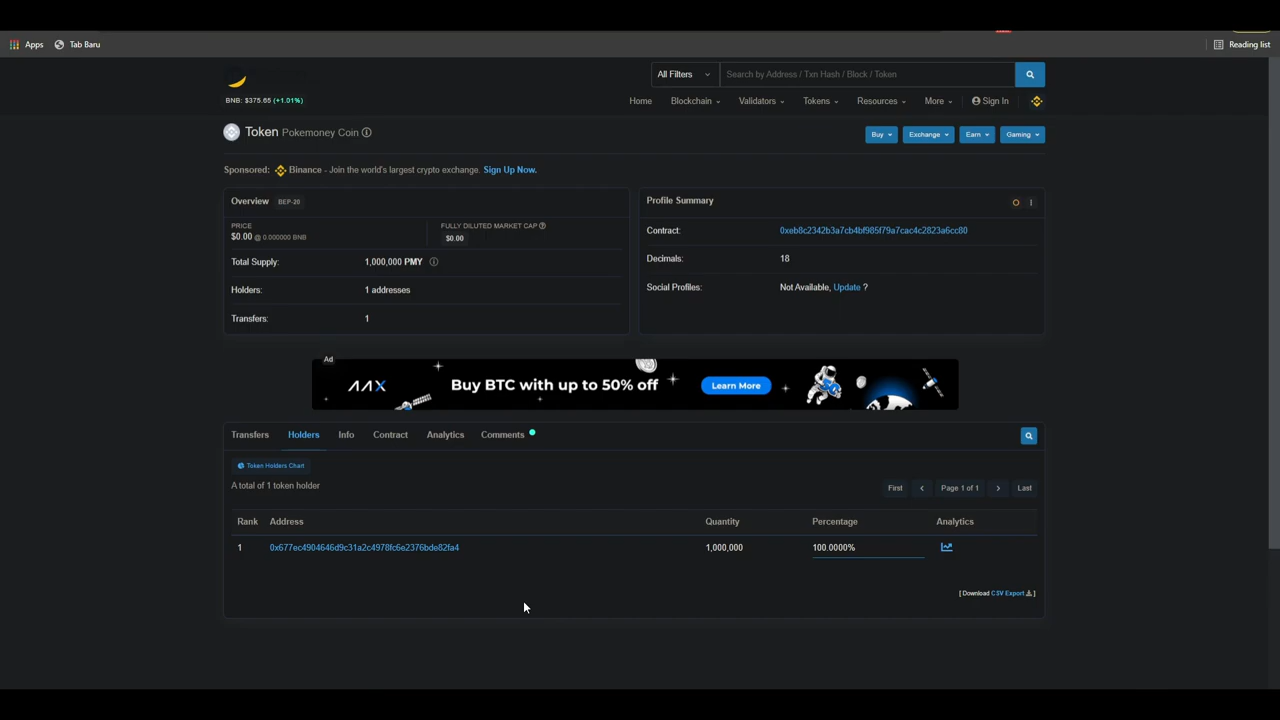 Apps Tab Baru Reading list
All Filters Search by Address / Txn Hash / Block / Token
BNB: $375.65 (+1.01%)
Home Blockchain Validators Tokens Resources More Sign In
Token Pokemoney Coin
Buy Exchange Earn Gaming
Sponsored: Binance - Join the world's largest crypto exchange. Sign Up Now.
Overview BEP-20
PRICE
$0.00 @ 0.000000 BNB
FULLY DILUTED MARKET CAP
$0.00
Total Supply: 1,000,000 PMY
Holders: 1 addresses
Transfers: 1
Profile Summary
Contract: 0xeb8c2342b3a7cb4bf985f79a7cac4c2823a6cc80
Decimals: 18
Social Profiles: Not Available, Update ?
Ad
AAX Buy BTC with up to 50% off Learn More
Transfers Holders Info Contract Analytics Comments
Token Holders Chart
A total of 1 token holder
First Page 1 of 1 Last
Rank Address Quantity Percentage Analytics
1 0x677ec4904646d9c31a2c4978fc6e2376bde82fa4 1,000,000 100.0000%
[ Download CSV Export ]